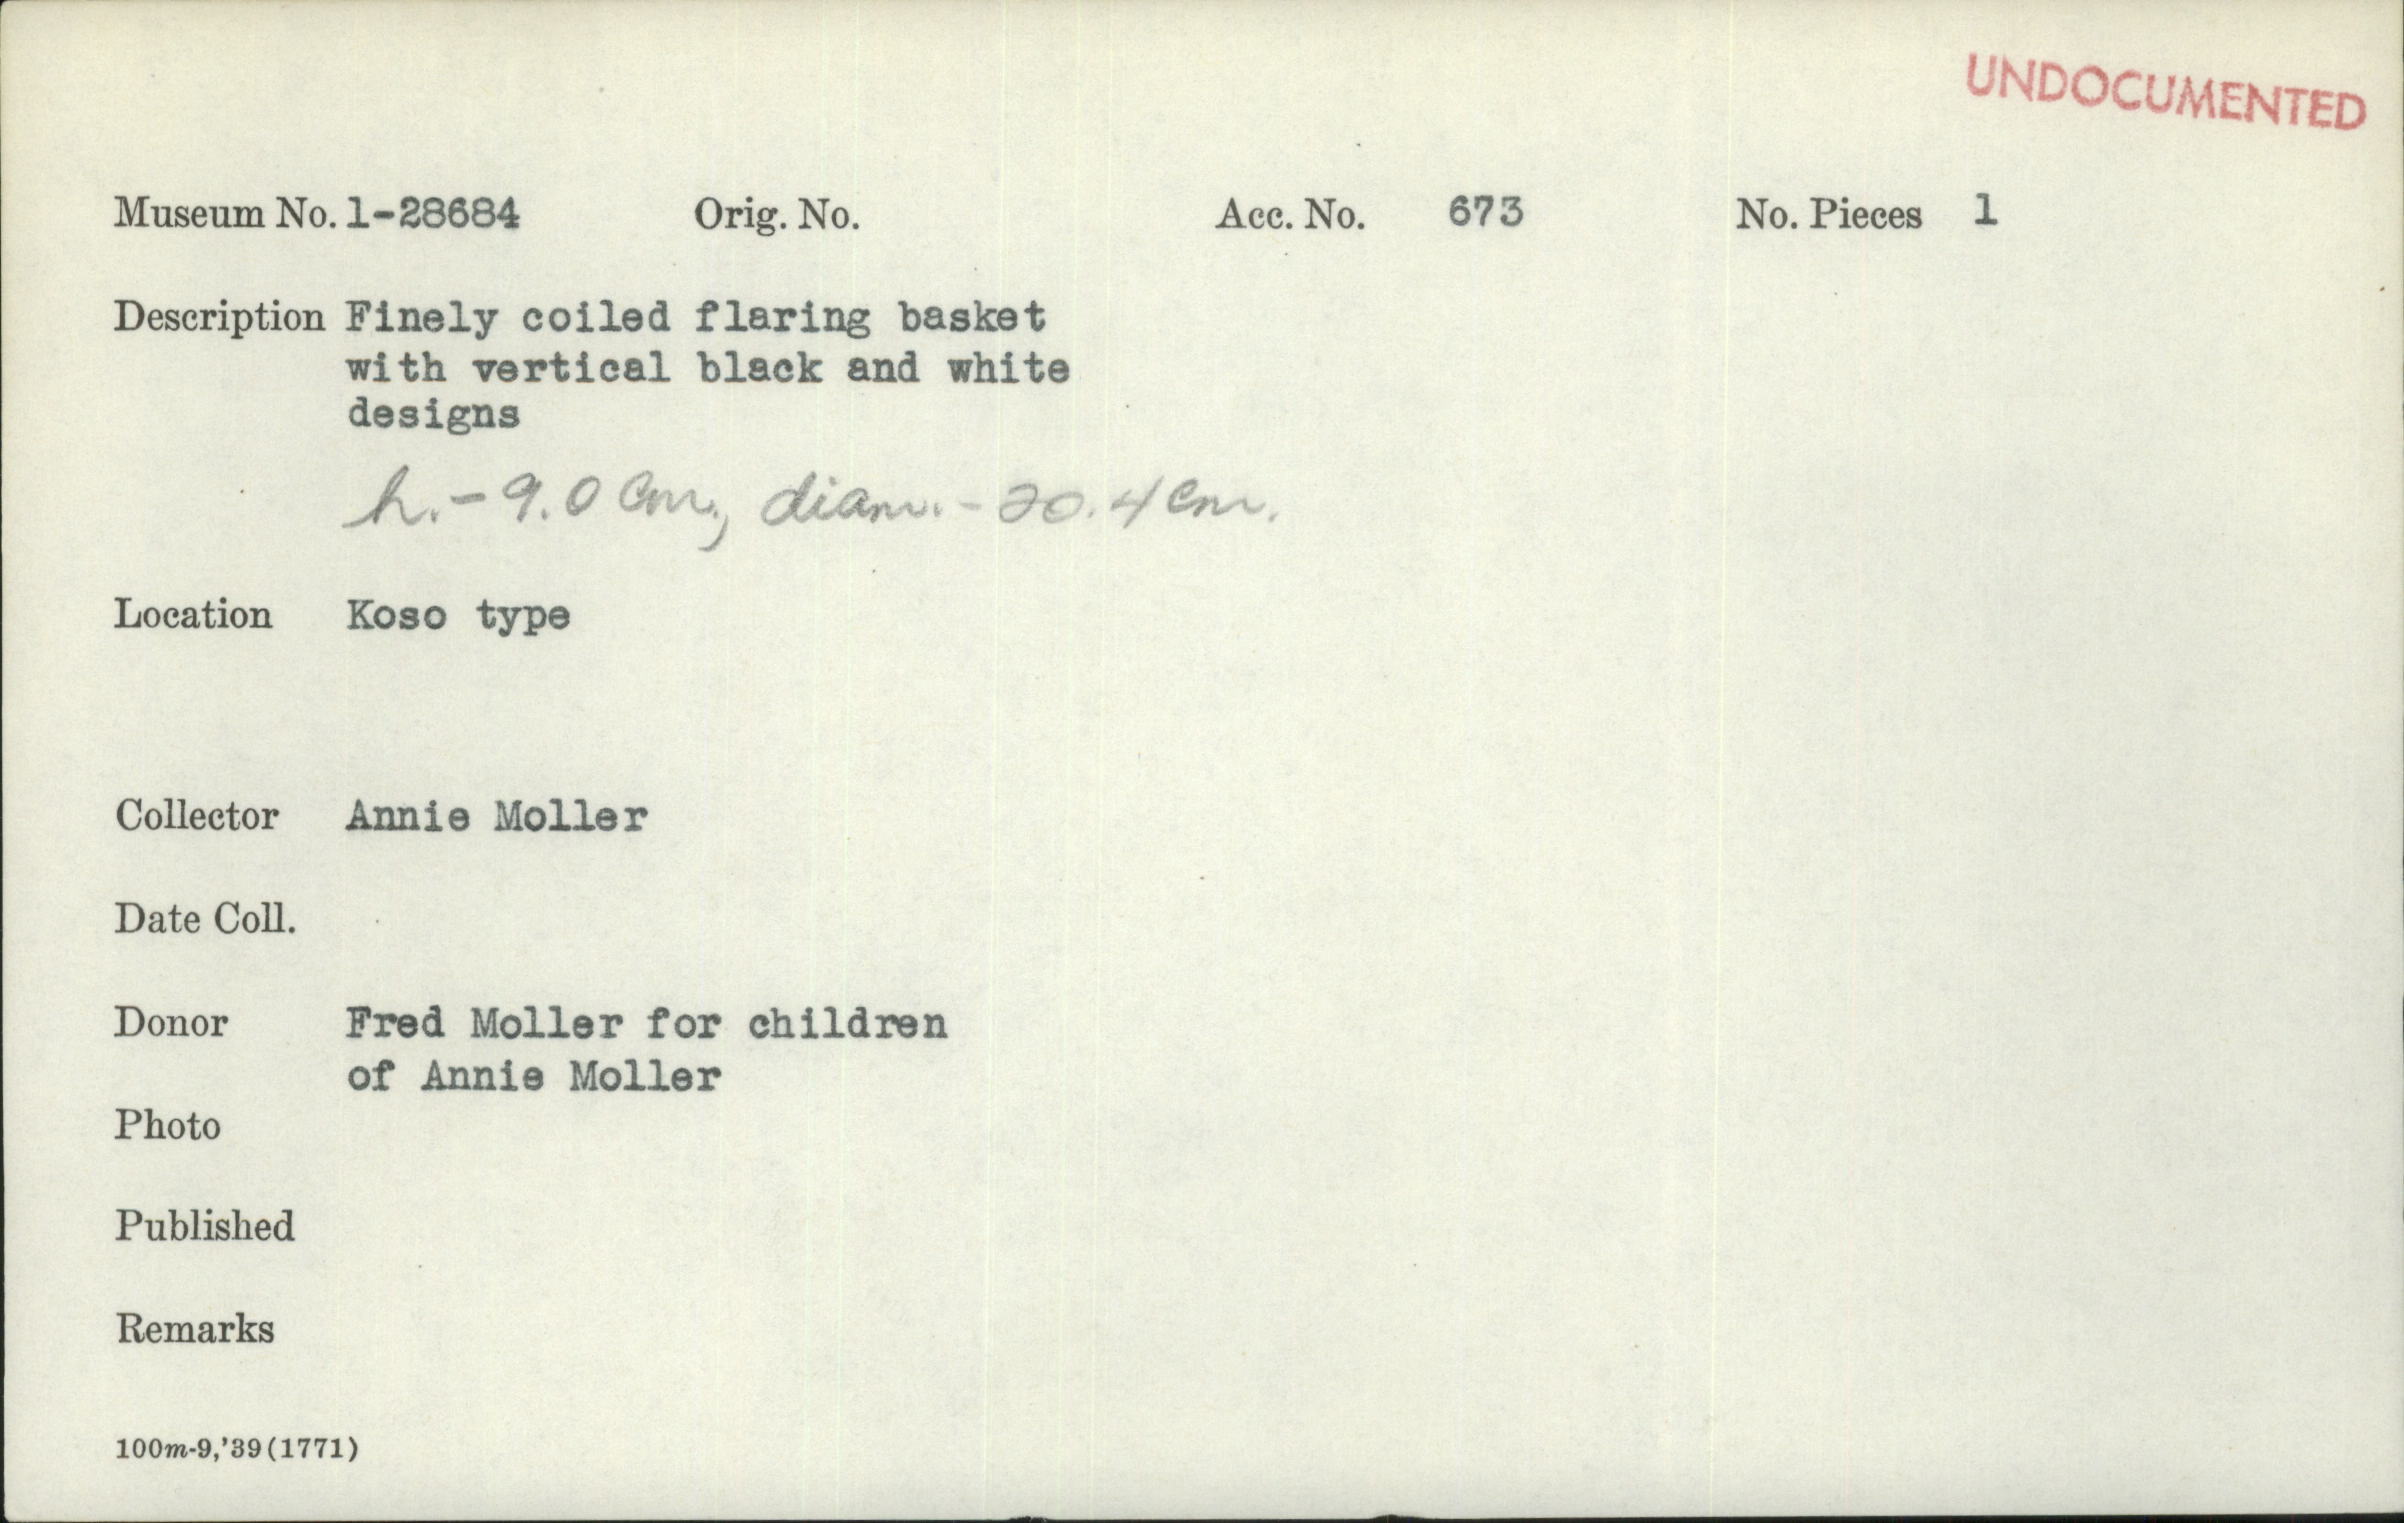 UNDOCUMENTED
Museum No. 1-28684 Orig. No. Acc. No. 673 No. Pieces 1
Description Finely coiled flaring basket
with vertical black and white
designs
h. - 9.0 cm., diam. - 20.4 cm.
Location Koso type
Collector Annie Moller
Date Coll.
Donor Fred Moller for children
of Annie Moller
Photo
Published
Remarks
100m-9,'39(1771)